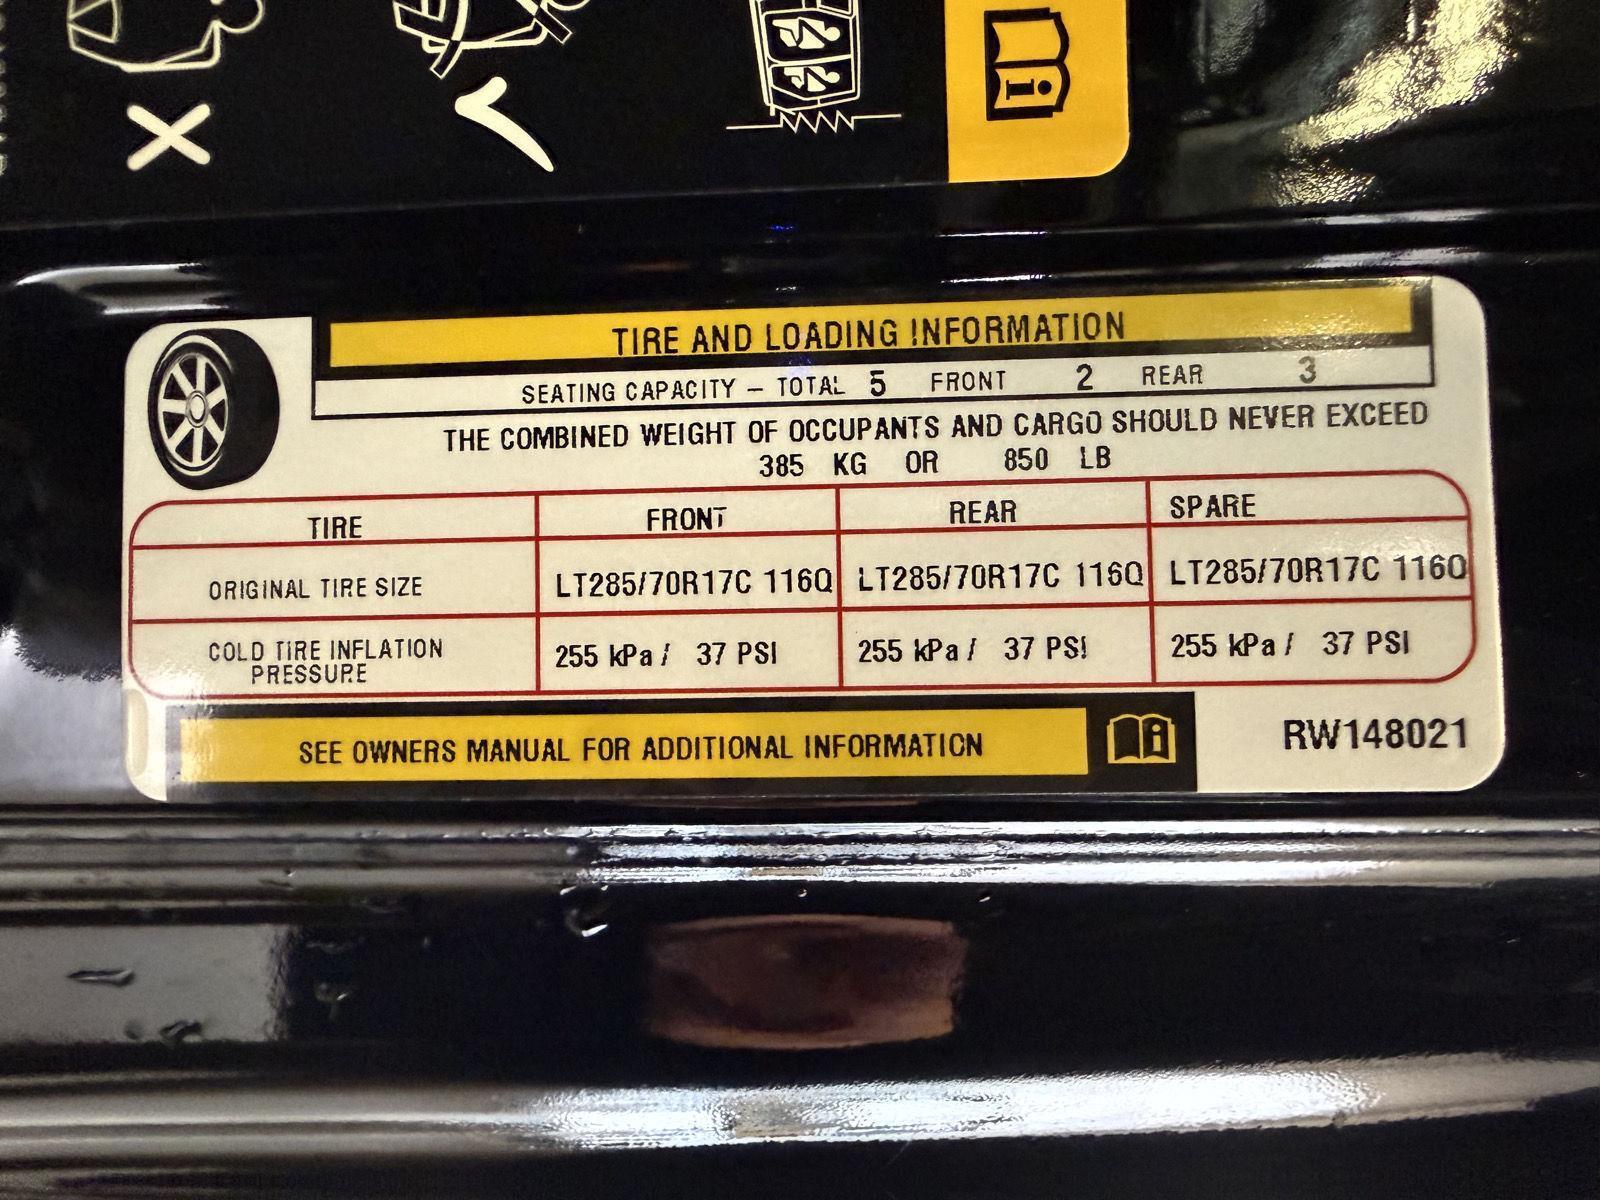 TIRE AND LOADING INFORMATION
SEATING CAPACITY – TOTAL 5 FRONT 2 REAR 3
THE COMBINED WEIGHT OF OCCUPANTS AND CARGO SHOULD NEVER EXCEED
385 KG OR 850 LB
TIRE FRONT REAR SPARE
ORIGINAL TIRE SIZE LT285/70R17C 116Q LT285/70R17C 116Q LT285/70R17C 116Q
COLD TIRE INFLATION
PRESSURE 255 kPa / 37 PSI 255 kPa / 37 PSI 255 kPa / 37 PSI
SEE OWNERS MANUAL FOR ADDITIONAL INFORMATION
RW148021